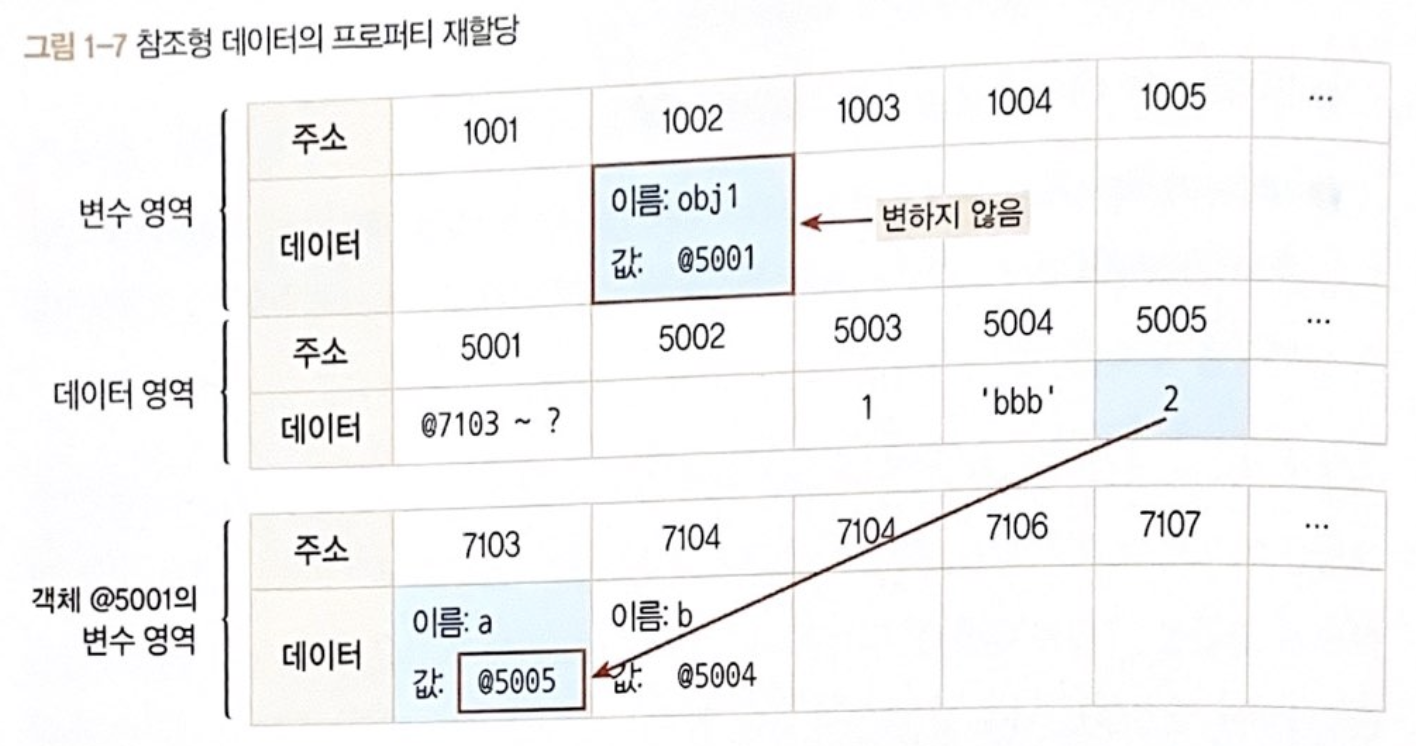 그림 1-7 참조형 데이터의 프로퍼티 재할당
변수 영역
주소 1001 1002 1003 1004 1005 ...
데이터
이름: obj1
값: @5001
변하지 않음
데이터 영역
주소 5001 5002 5003 5004 5005 ...
데이터 @7103 ~ ? 1 'bbb' 2
객체 @5001의
변수 영역
주소 7103 7104 7104 7106 7107 ...
데이터
이름: a 이름: b
값: @5005 값: @5004